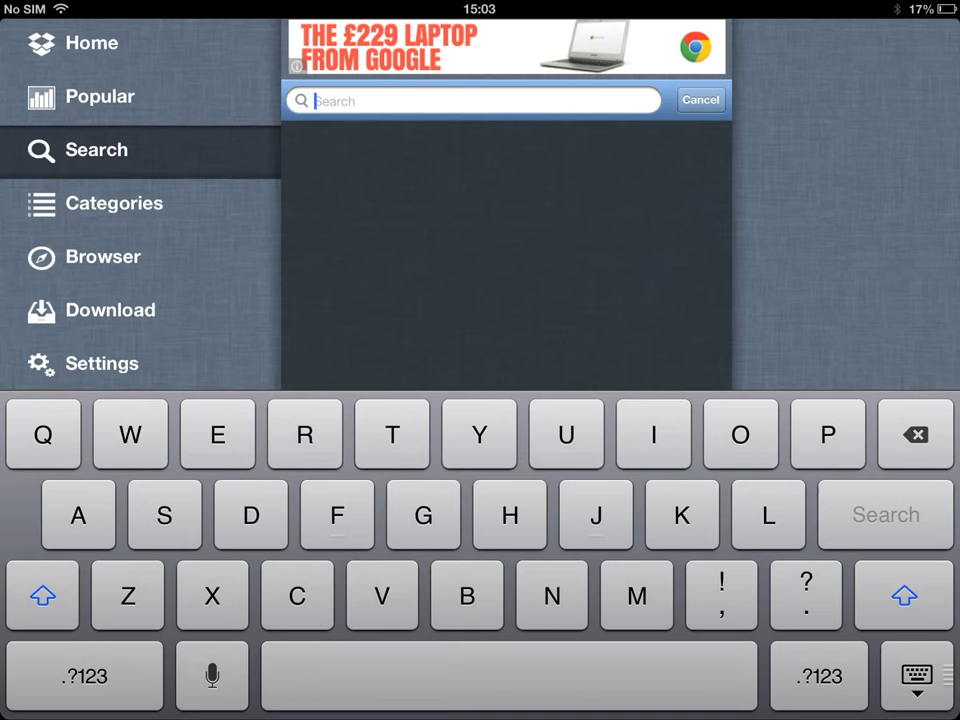 No SIM 15:03 17%
Home
Popular
Search
Categories
Browser
Download
Settings
THE £229 LAPTOP
FROM GOOGLE
Search Cancel
Q W E R T Y U I O P
A S D F G H J K L Search
Z X C V B N M ! , ? .
.?123 .?123